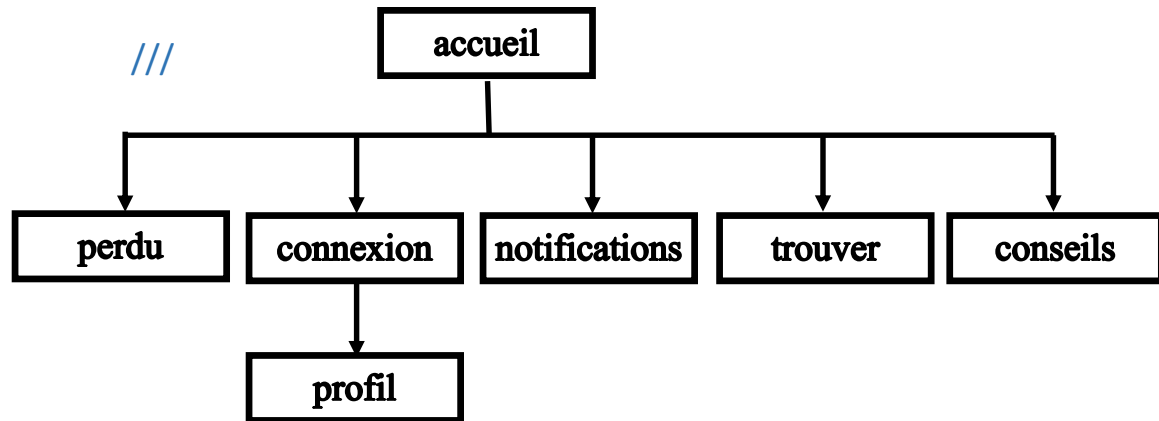 ///
accueil
perdu
connexion
notifications
trouver
conseils
profil